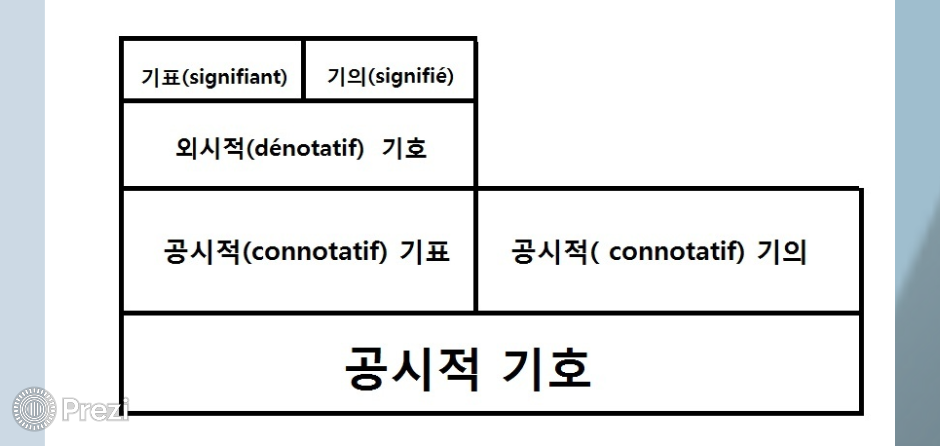 기표(signifiant) 기의(signifié)
외시적(dénotatif) 기호
공시적(connotatif) 기표 공시적( connotatif) 기의
공시적 기호
Prezi